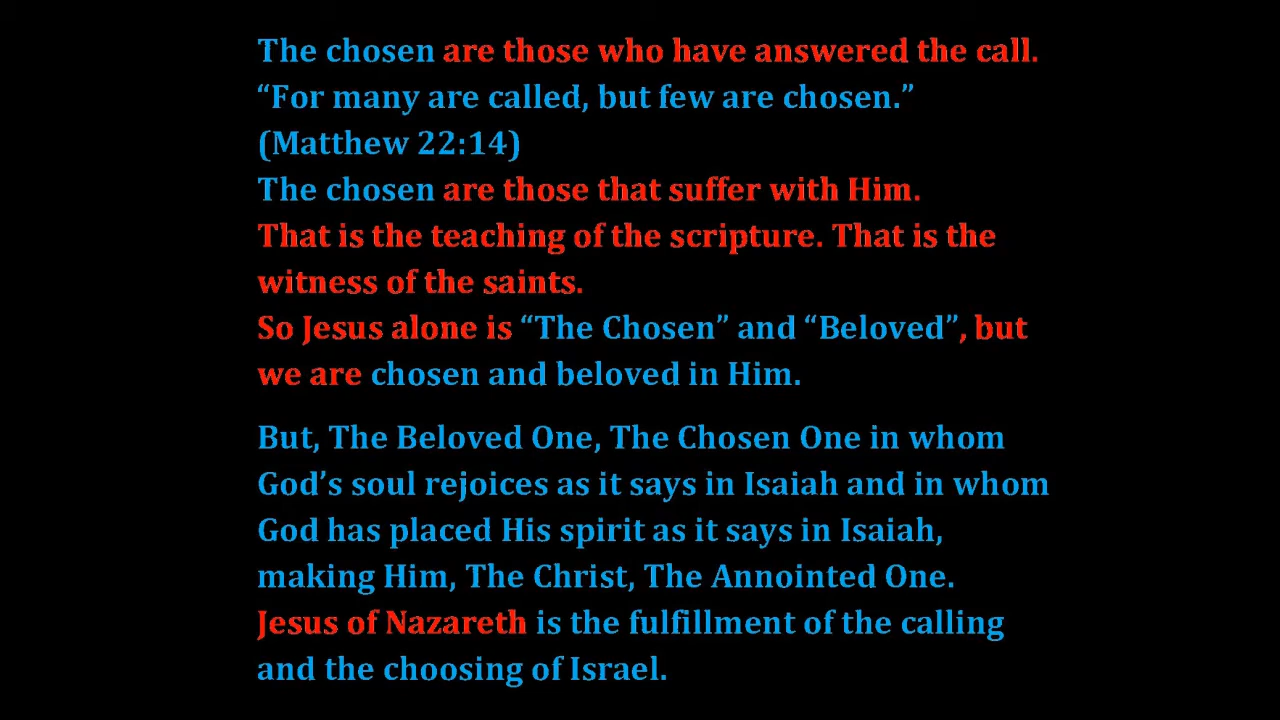 The chosen are those who have answered the call.
“For many are called, but few are chosen.”
(Matthew 22:14)
The chosen are those that suffer with Him.
That is the teaching of the scripture. That is the
witness of the saints.
So Jesus alone is “The Chosen” and “Beloved”, but
we are chosen and beloved in Him.
But, The Beloved One, The Chosen One in whom
God’s soul rejoices as it says in Isaiah and in whom
God has placed His spirit as it says in Isaiah,
making Him, The Christ, The Annointed One.
Jesus of Nazareth is the fulfillment of the calling
and the choosing of Israel.